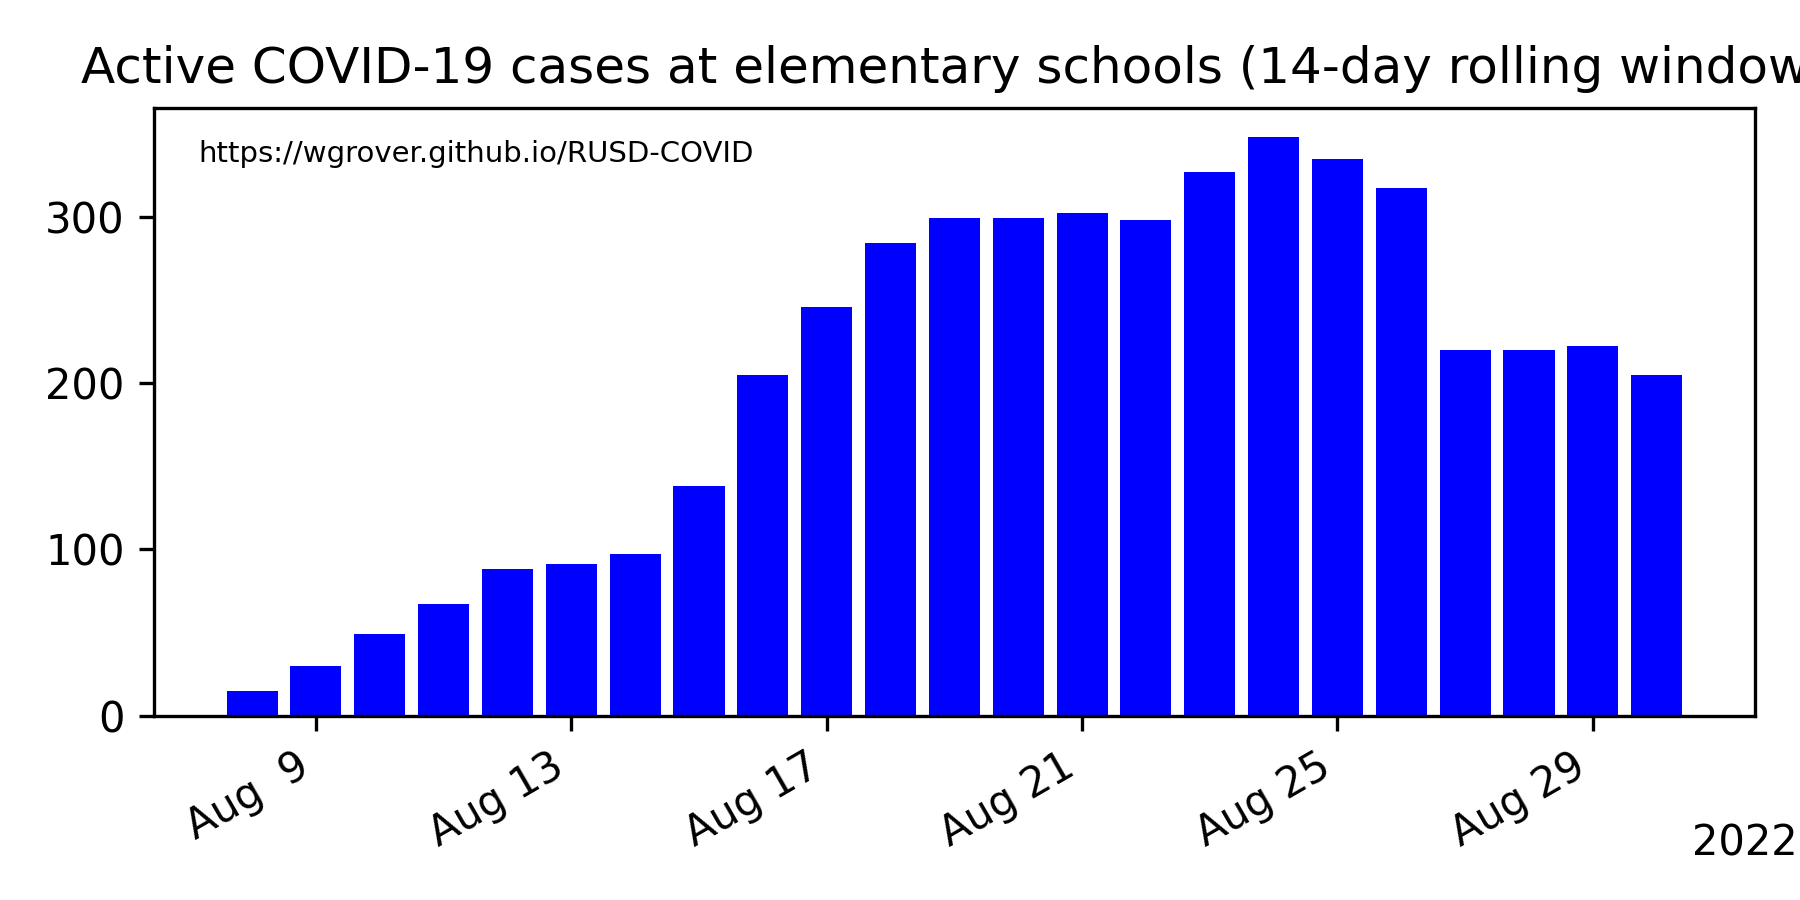 Active COVID-19 cases at elementary schools (14-day rolling window
https://wgrover.github.io/RUSD-COVID
300
200
100
0
Aug 9
Aug 13
Aug 17
Aug 21
Aug 25
Aug 29
2022